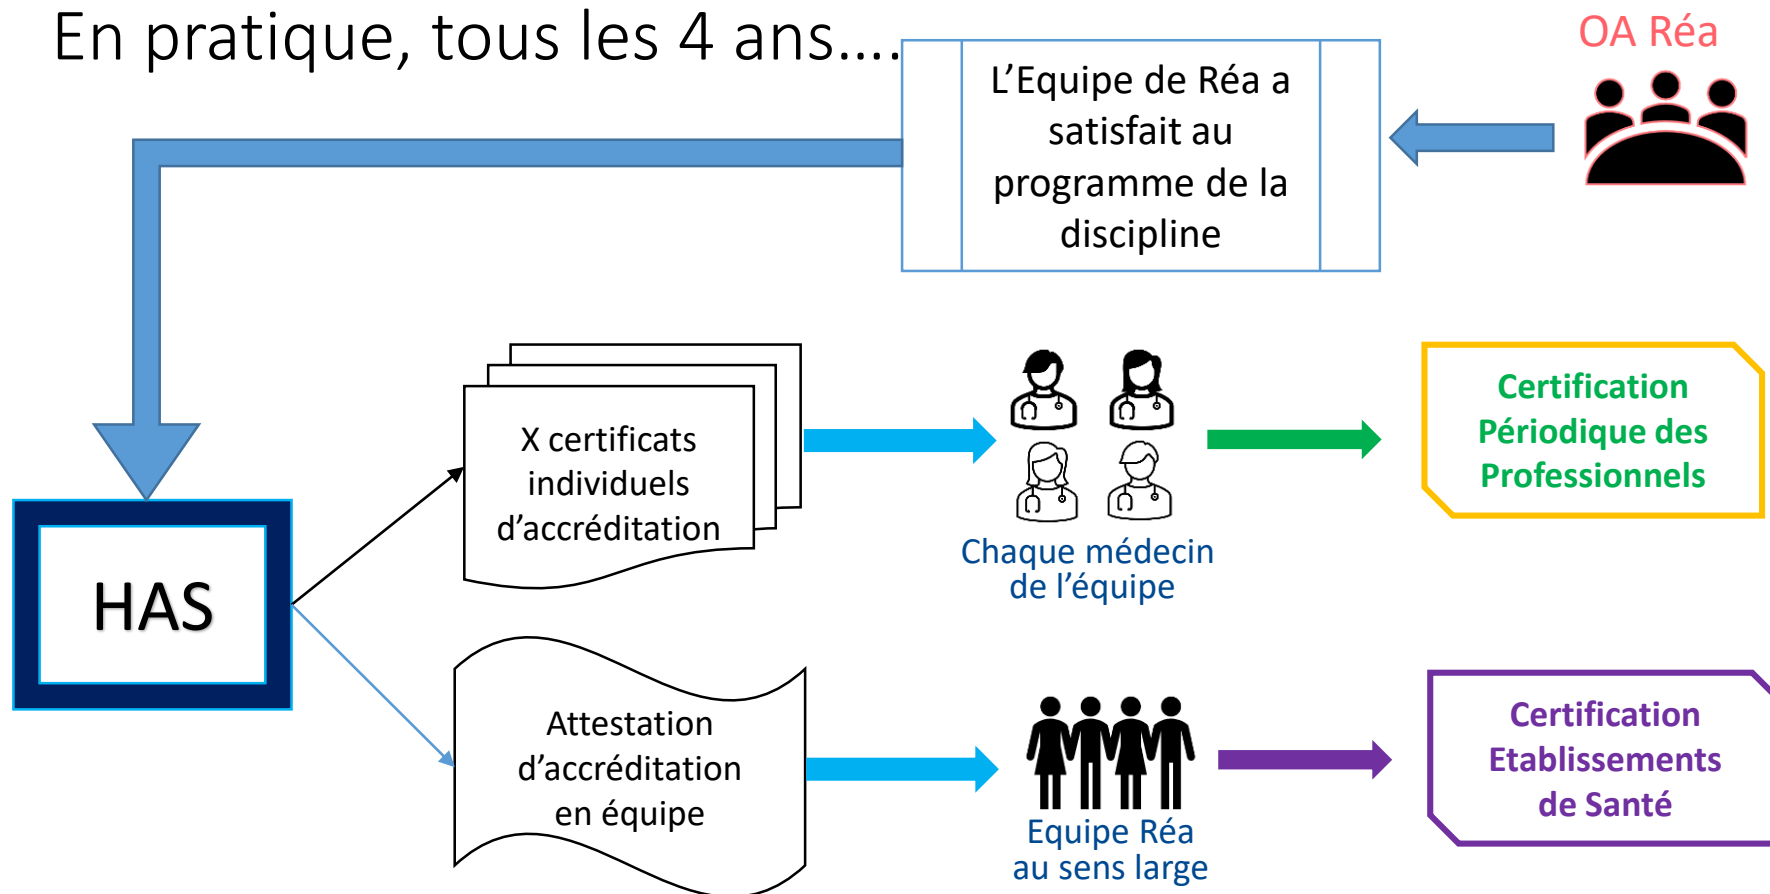 En pratique, tous les 4 ans....
OA Réa
L’Equipe de Réa a
satisfait au
programme de la
discipline
HAS
X certificats
individuels
d’accréditation
Chaque médecin
de l’équipe
Certification
Périodique des
Professionnels
Attestation
d’accréditation
en équipe
Equipe Réa
au sens large
Certification
Etablissements
de Santé